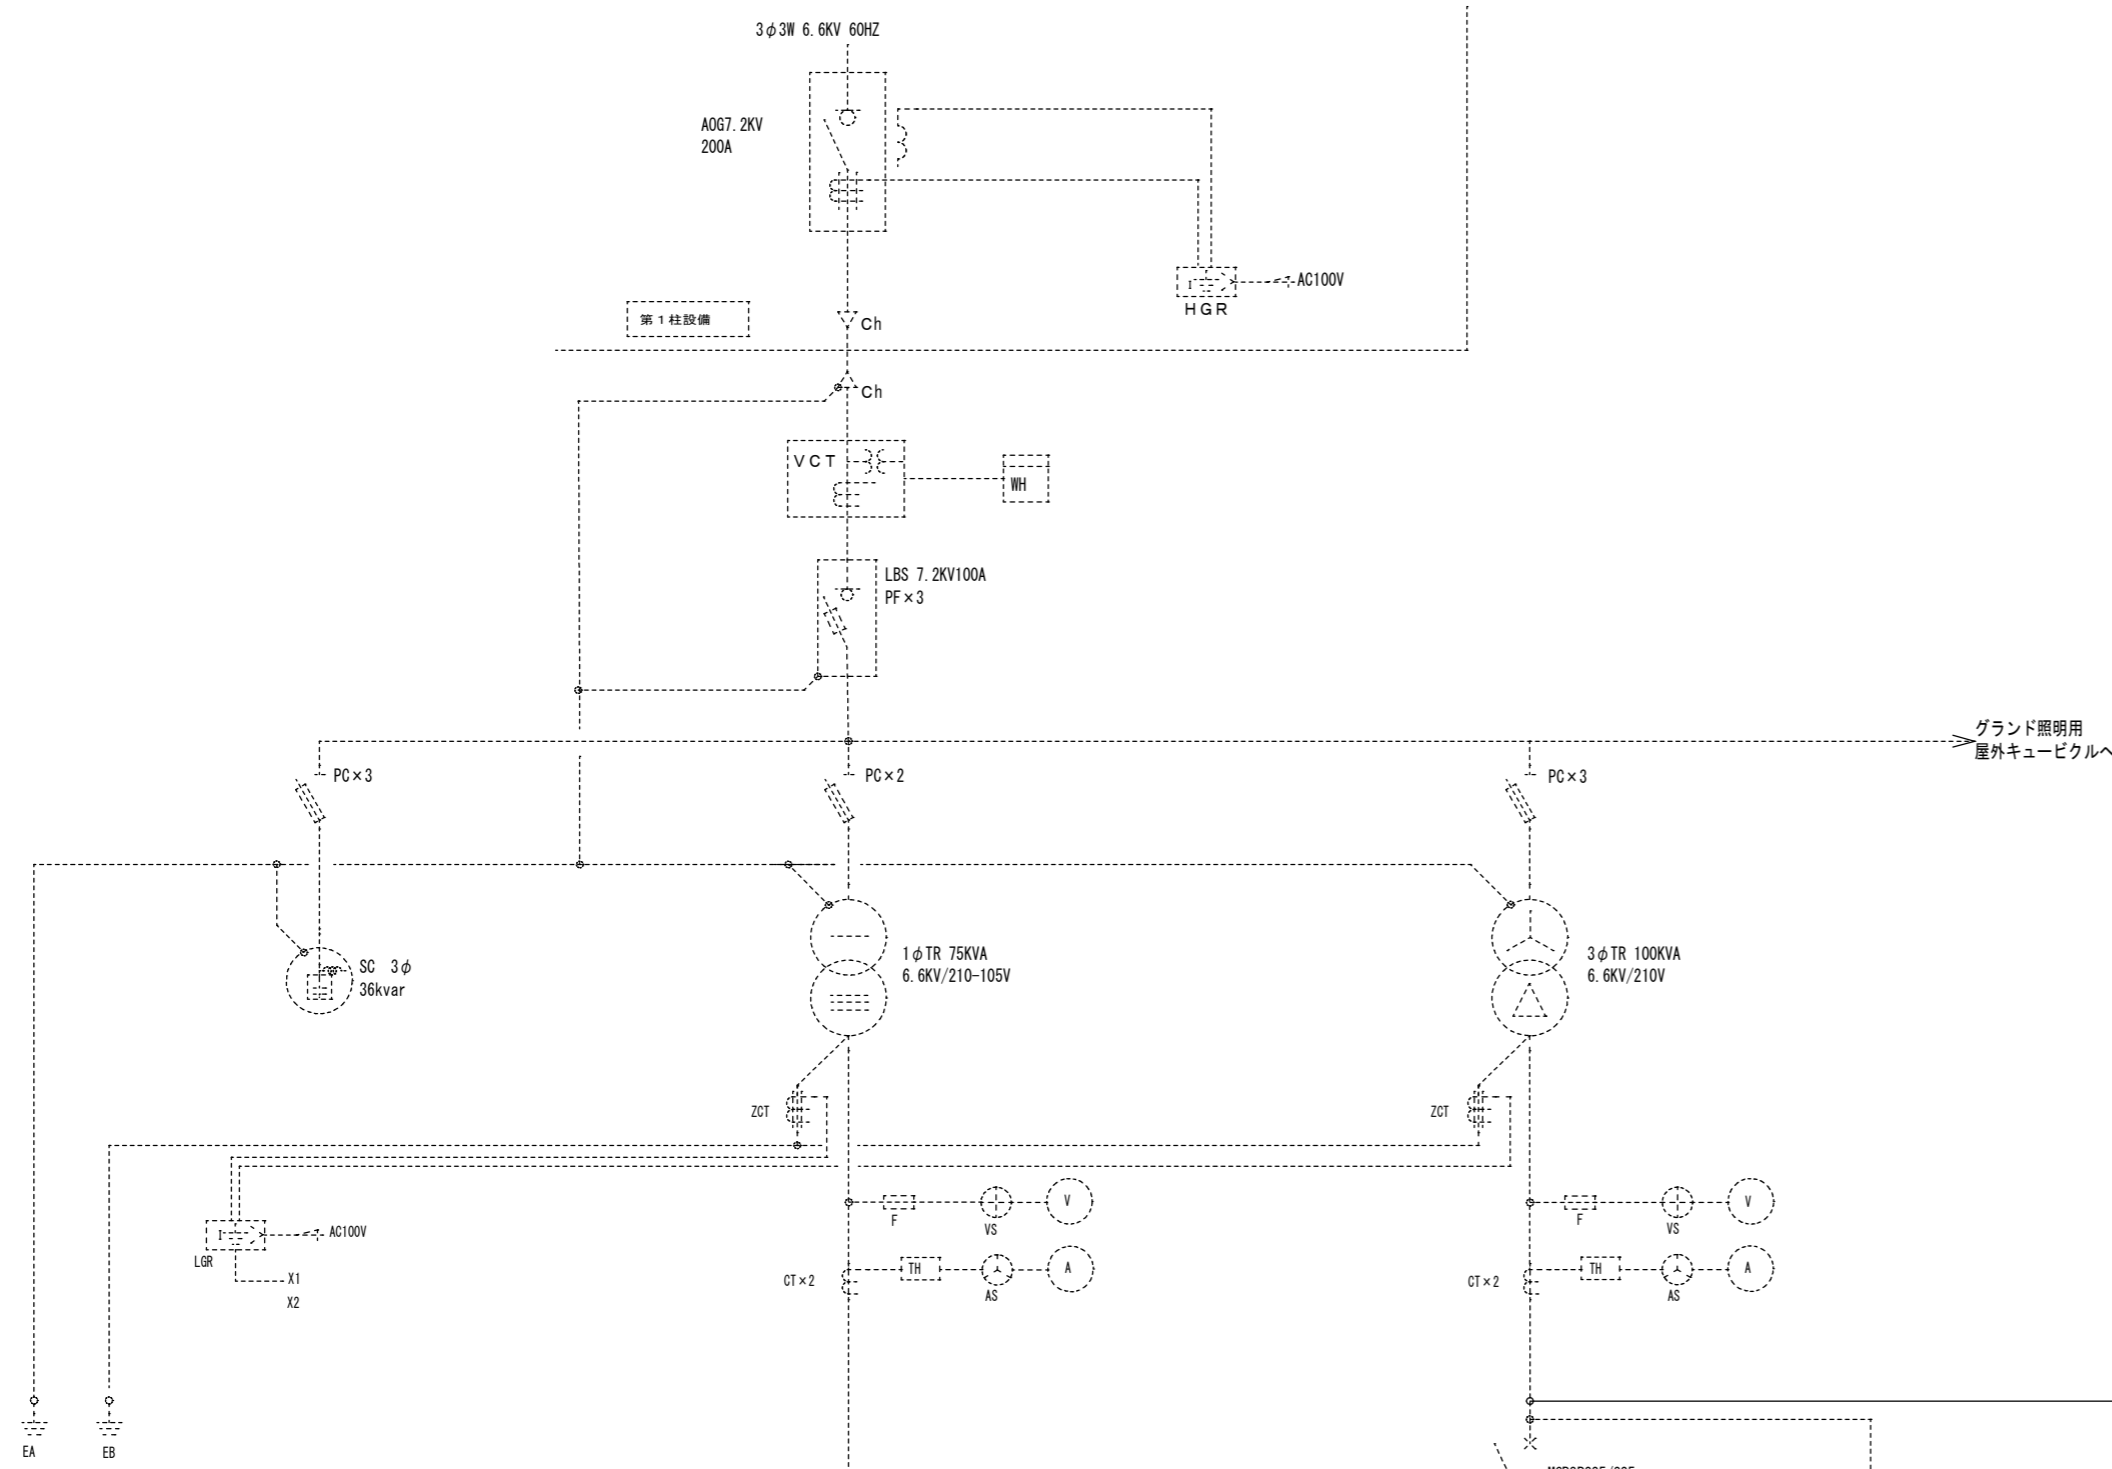 3φ3W 6.6KV 60HZ
AOG7.2KV
200A
AC100V
HGR
第1柱設備
Ch
Ch
VCT
WH
LBS 7.2KV100A
PF×3
グランド照明用
屋外キュービクルへ
PC×3
PC×2
PC×3
SC 3φ
36kvar
1φTR 75KVA
6.6KV/210-105V
3φTR 100KVA
6.6KV/210V
ZCT
ZCT
I
I
F
VS
V
F
VS
V
LGR
AC100V
X1
X2
CT×2
TH
AS
A
CT×2
TH
AS
A
EA
EB